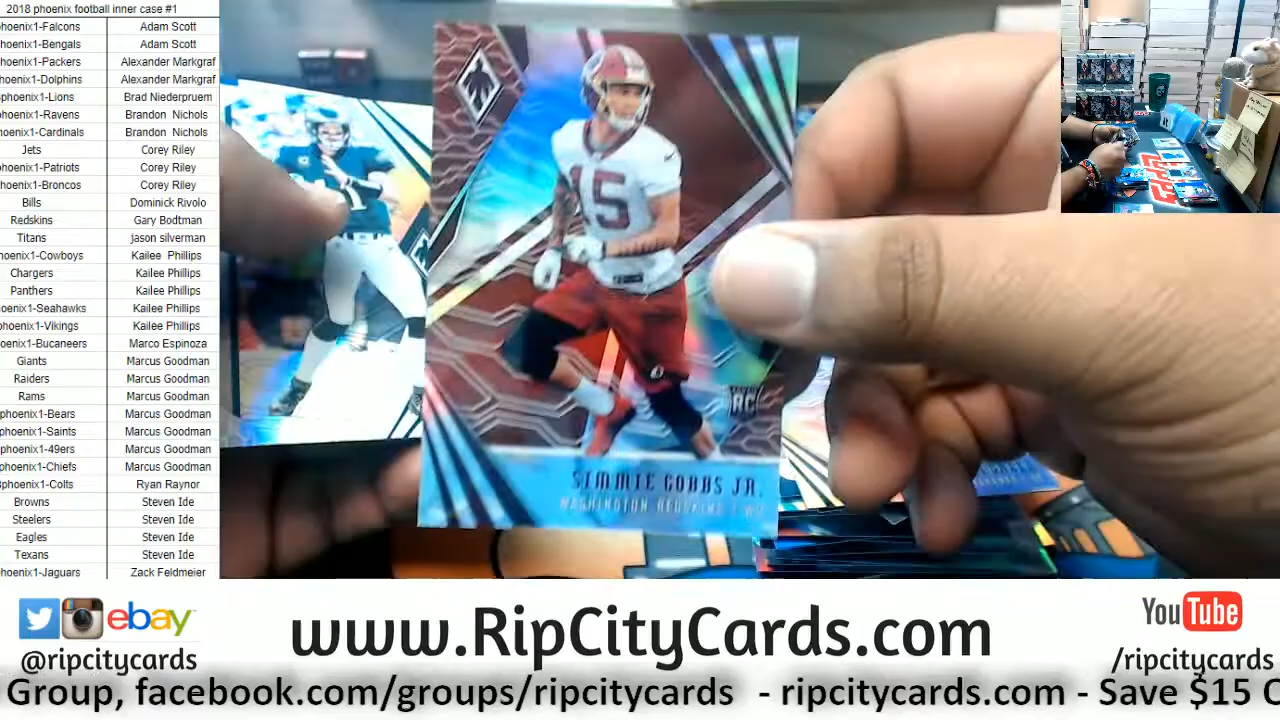 2018 phoenix football inner case #1
hoenix1-Falcons Adam Scott
hoenix1-Bengals Adam Scott
hoenix1-Packers Alexander Markgraf
hoenix1-Dolphins Alexander Markgraf
phoenix1-Lions Brad Niederpruem
phoenix1-Ravens Brandon Nichols
hoenix1-Cardinals Brandon Nichols
Jets Corey Riley
phoenix1-Patriots Corey Riley
hoenix1-Broncos Corey Riley
Bills Dominick Rivolo
Redskins Gary Bodtman
Titans jason silverman
hoenix1-Cowboys Kailee Phillips
Chargers Kailee Phillips
Panthers Kailee Phillips
hoenix1-Seahawks Kailee Phillips
phoenix1-Vikings Kailee Phillips
oenix1-Bucaneers Marco Espinoza
Giants Marcus Goodman
Raiders Marcus Goodman
Rams Marcus Goodman
phoenix1-Bears Marcus Goodman
phoenix1-Saints Marcus Goodman
phoenix1-49ers Marcus Goodman
hoenix1-Chiefs Marcus Goodman
phoenix1-Colts Ryan Raynor
Browns Steven Ide
Steelers Steven Ide
Eagles Steven Ide
Texans Steven Ide
hoenix1-Jaguars Zack Feldmeier
15
RC
SIMMIE COBBS JR.
WASHINGTON REDSKINS
ebay
@ripcitycards
www.RipCityCards.com
YouTube
/ripcitycards
Group, facebook.com/groups/ripcitycards - ripcitycards.com - Save $15 O